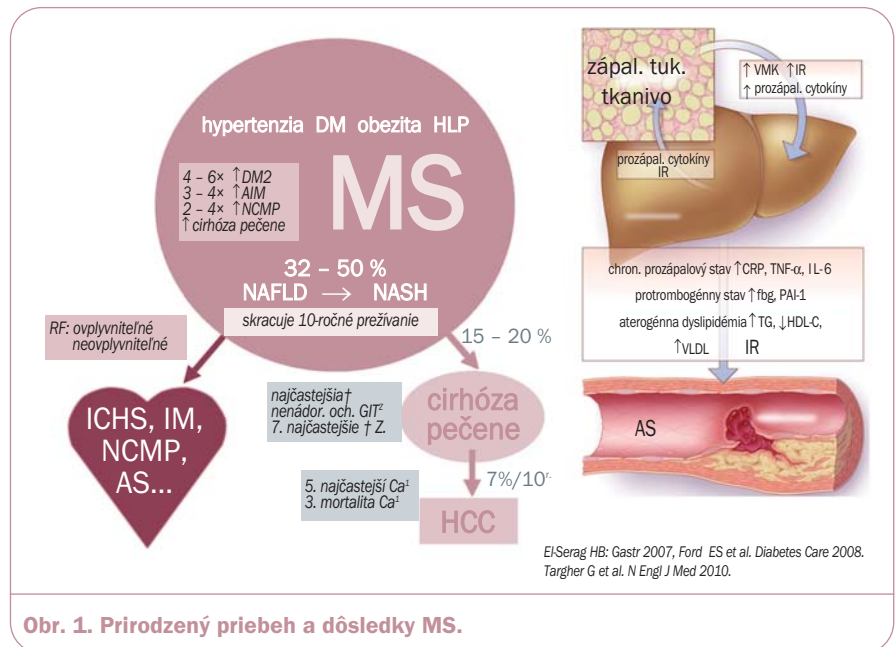 hypertenzia DM obezita HLP
4 – 6× ↑DM2
3 – 4× ↑AIM
2 – 4× ↑NCMP
↑ cirhóza pečene
MS
32 – 50 %
NAFLD → NASH
skracuje 10-ročné prežívanie
RF: ovplyvniteľné
neovplyvniteľné
15 – 20 %
ICHS, IM,
NCMP,
AS...
najčastejšia†
nenádor. och. GIT²
7. najčastejšie † Z.
cirhóza
pečene
7%/10r.
5. najčastejší Ca¹
3. mortalita Ca¹
HCC
zápal. tuk.
tkanivo
↑ VMK ↑IR
↑ prozápal. cytokíny
prozápal. cytokíny
IR
chron. prozápalový stav ↑CRP, TNF-α, IL-6
protrombogénny stav ↑fbg, PAI-1
aterogénna dyslipidémia ↑TG, ↓HDL-C,
↑VLDL IR
AS
El-Serag HB: Gastr 2007, Ford ES et al. Diabetes Care 2008.
Targher G et al. N Engl J Med 2010.
Obr. 1. Prirodzený priebeh a dôsledky MS.